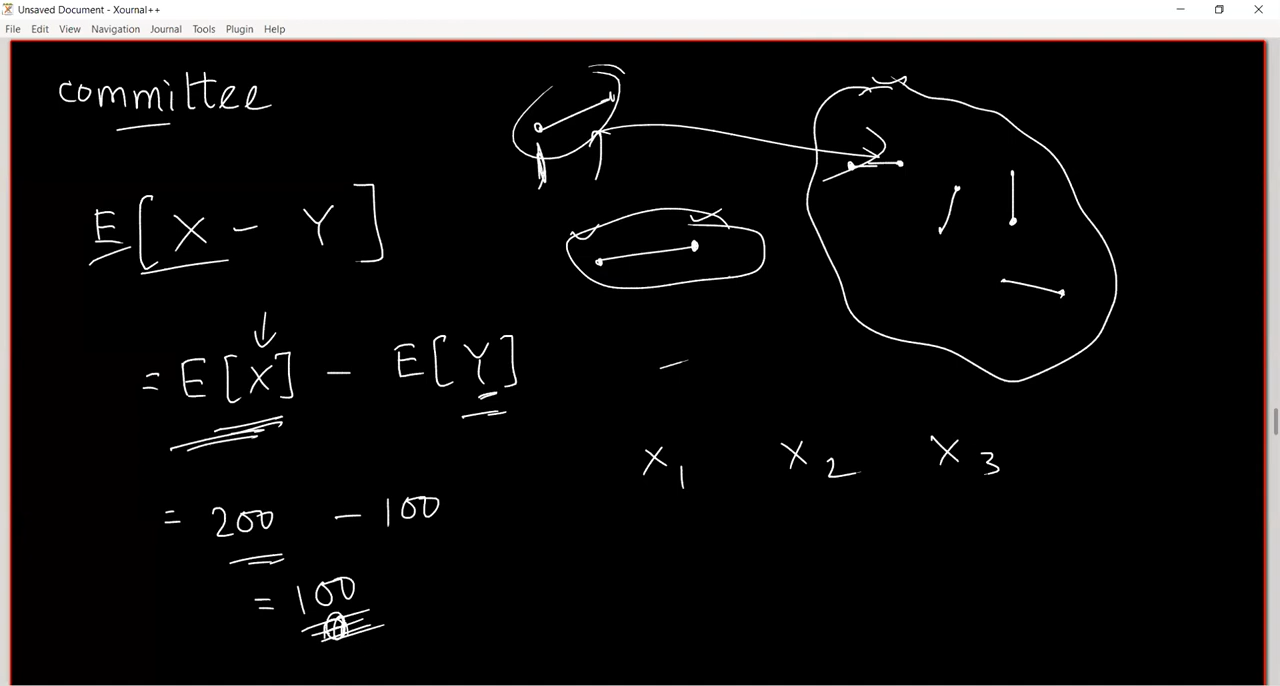 Unsaved Document - Xournal++
File Edit View Navigation Journal Tools Plugin Help
committee
E[X - Y]
= E[X] - E[Y]
X1 X2 X3
= 200 - 100
= 100